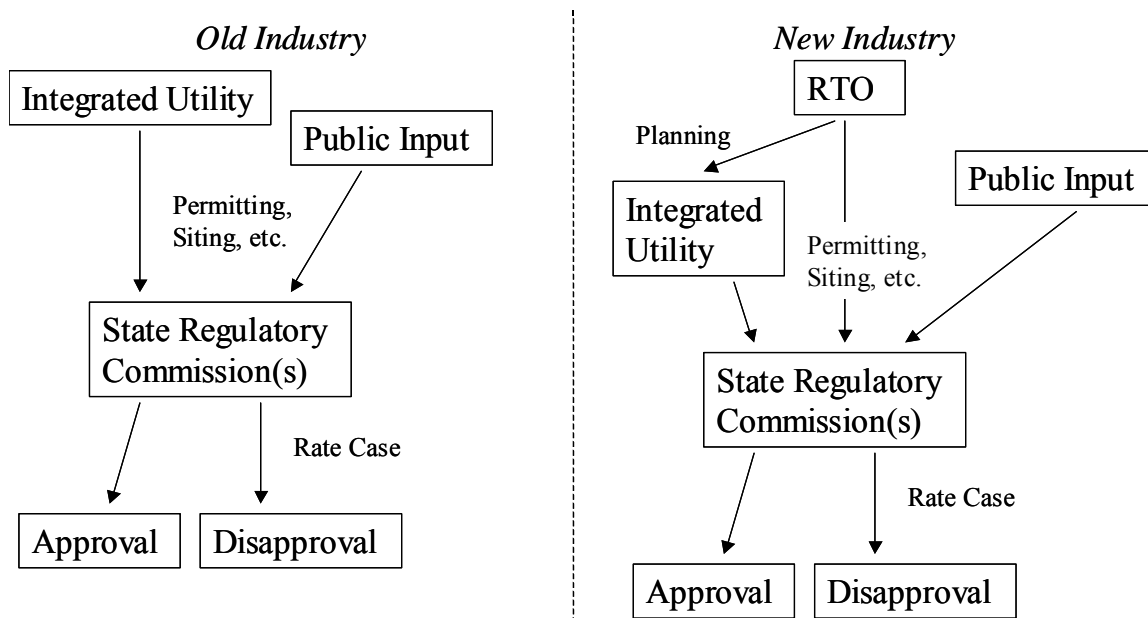 Old Industry
Integrated Utility
Public Input
Permitting,
Siting, etc.
State Regulatory
Commission(s)
Rate Case
Approval
Disapproval
New Industry
RTO
Planning
Public Input
Integrated
Utility
Permitting,
Siting, etc.
State Regulatory
Commission(s)
Rate Case
Approval
Disapproval